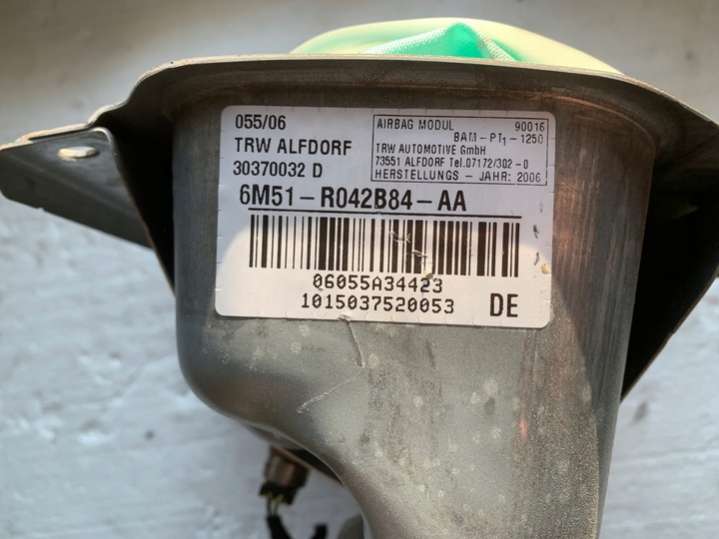 055/06
TRW ALFDORF
30370032 D
AIRBAG MODUL 90016
BAM-PT1-1250
TRW AUTOMOTIVE GmbH
73551 ALFDORF Tel.07172/302-0
HERSTELLUNGS - JAHR: 2006
6M51-R042B84-AA
06055A34423
1015037520053 DE